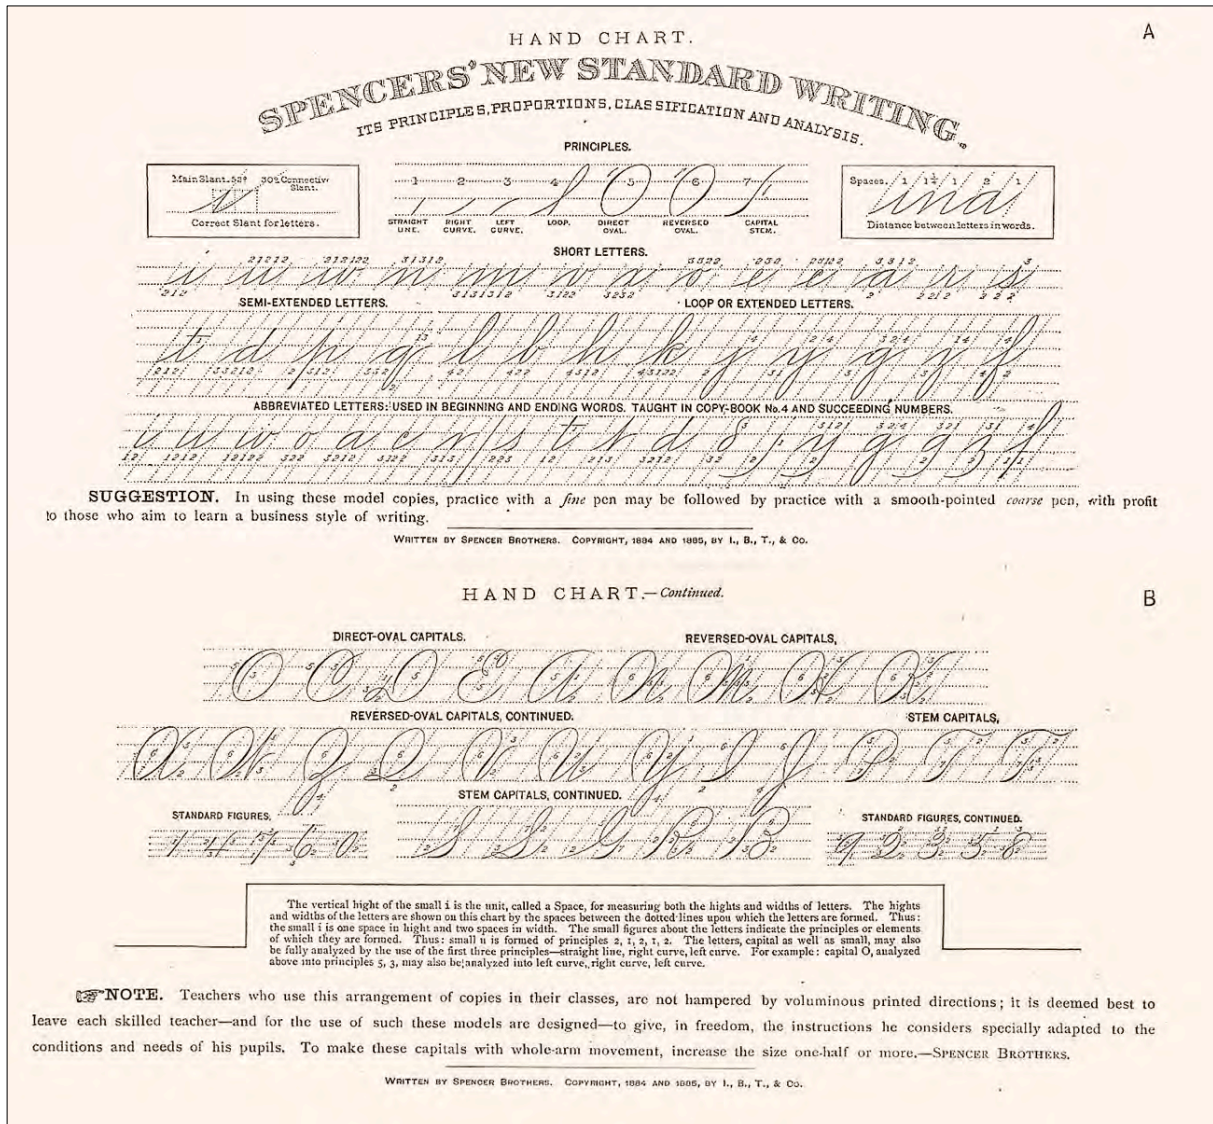 A
HAND CHART.
SPENCERS' NEW STANDARD WRITING.
ITS PRINCIPLES, PROPORTIONS, CLASSIFICATION AND ANALYSIS.
PRINCIPLES.
Main Slant. 52° 30° Connective Slant.
Correct Slant for letters.
1 2 3 4 5 6 7
STRAIGHT LINE. RIGHT CURVE. LEFT CURVE. LOOP. DIRECT OVAL. REVERSED OVAL. CAPITAL STEM.
Spaces. 1 1¼ 1 2 1
and
Distance between letters in words.
SHORT LETTERS.
i u w n m v x o c e a r s
SEMI-EXTENDED LETTERS. LOOP OR EXTENDED LETTERS.
t d p q l b h k j y g z f
ABBREVIATED LETTERS: USED IN BEGINNING AND ENDING WORDS. TAUGHT IN COPY-BOOK No. 4 AND SUCCEEDING NUMBERS.
SUGGESTION. In using these model copies, practice with a fine pen may be followed by practice with a smooth-pointed coarse pen, with profit
to those who aim to learn a business style of writing.
WRITTEN BY SPENCER BROTHERS. COPYRIGHT, 1884 AND 1885, BY I., B., T., & CO.
HAND CHART.—Continued.
B
DIRECT-OVAL CAPITALS. REVERSED-OVAL CAPITALS,
O C D E A N M H K
REVERSED-OVAL CAPITALS, CONTINUED. STEM CAPITALS,
X W Z Q V U Y I J P T F
STEM CAPITALS, CONTINUED.
STANDARD FIGURES, STANDARD FIGURES, CONTINUED.
1 4 7 6 0 S L G R B 9 2 3 5 8
The vertical hight of the small i is the unit, called a Space, for measuring both the hights and widths of letters. The hights
and widths of the letters are shown on this chart by the spaces between the dotted lines upon which the letters are formed. Thus:
the small i is one space in hight and two spaces in width. The small figures about the letters indicate the principles or elements
of which they are formed. Thus: small u is formed of principles 2, 1, 2, 1, 2. The letters, capital as well as small, may also
be fully analyzed by the use of the first three principles—straight line, right curve, left curve. For example: capital O, analyzed
above into principles 5, 3, may also be analyzed into left curve, right curve, left curve.
☞NOTE. Teachers who use this arrangement of copies in their classes, are not hampered by voluminous printed directions; it is deemed best to
leave each skilled teacher—and for the use of such these models are designed—to give, in freedom, the instructions he considers specially adapted to the
conditions and needs of his pupils. To make these capitals with whole-arm movement, increase the size one-half or more.—SPENCER BROTHERS.
WRITTEN BY SPENCER BROTHERS. COPYRIGHT, 1884 AND 1885, BY I., B., T., & CO.